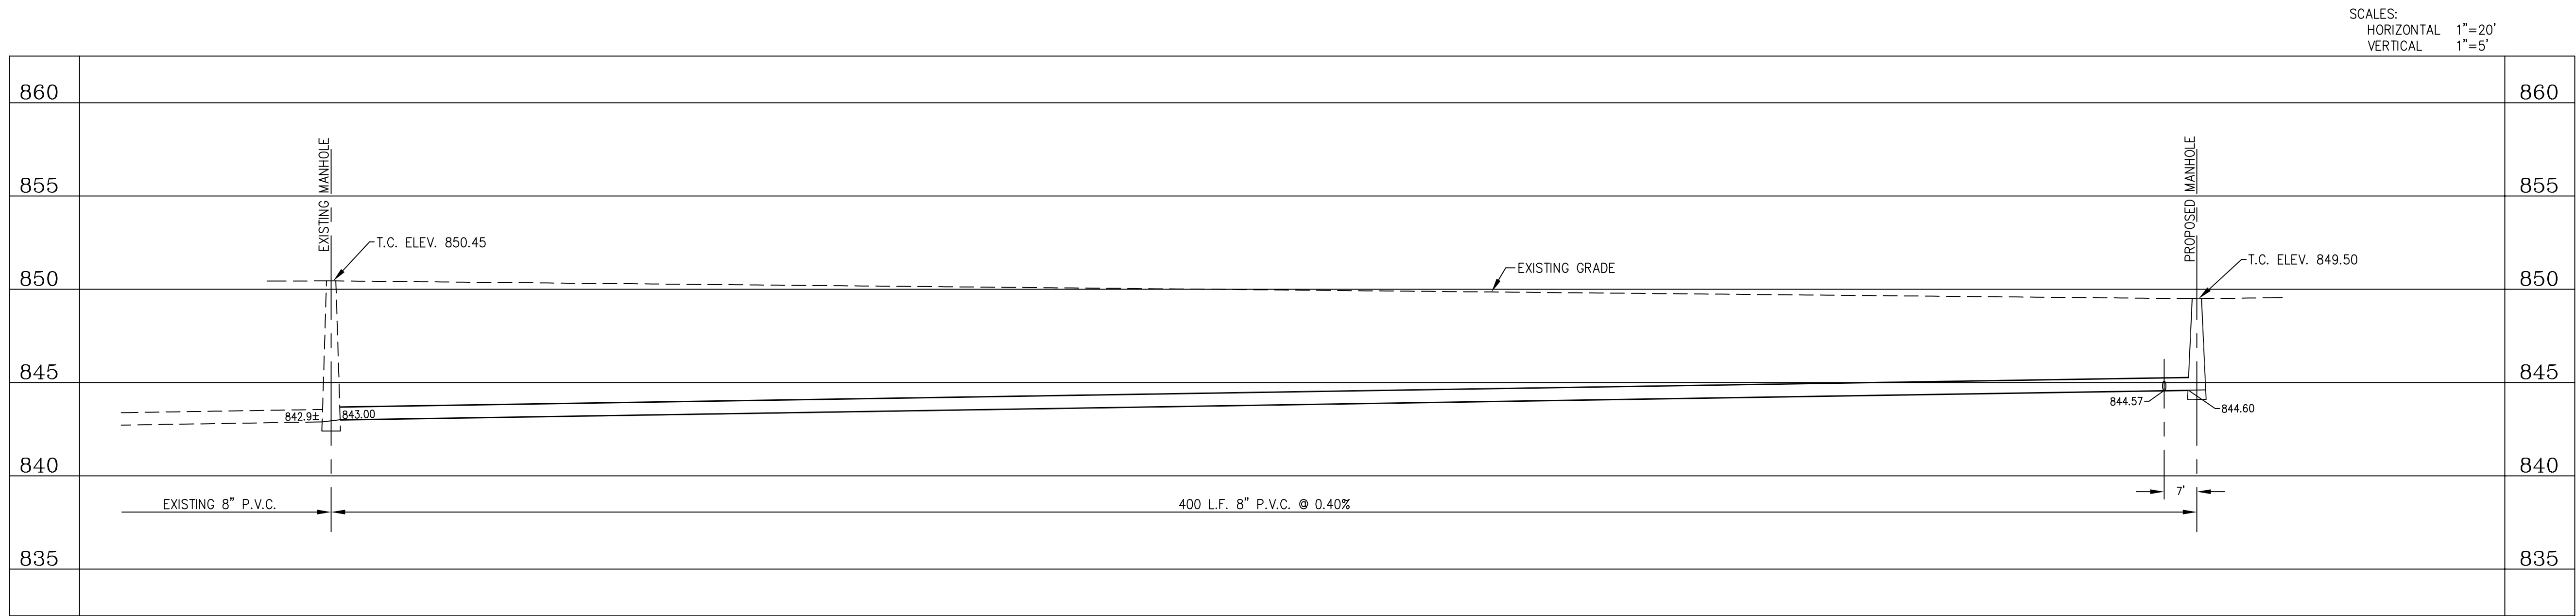 SCALES:
HORIZONTAL 1"=20'
VERTICAL 1"=5'
860
860
855
855
850
850
845
845
840
840
835
835
EXISTING MANHOLE
PROPOSED MANHOLE
T.C. ELEV. 850.45
EXISTING GRADE
T.C. ELEV. 849.50
842.9±
843.00
844.57
844.60
7'
EXISTING 8" P.V.C.
400 L.F. 8" P.V.C. @ 0.40%